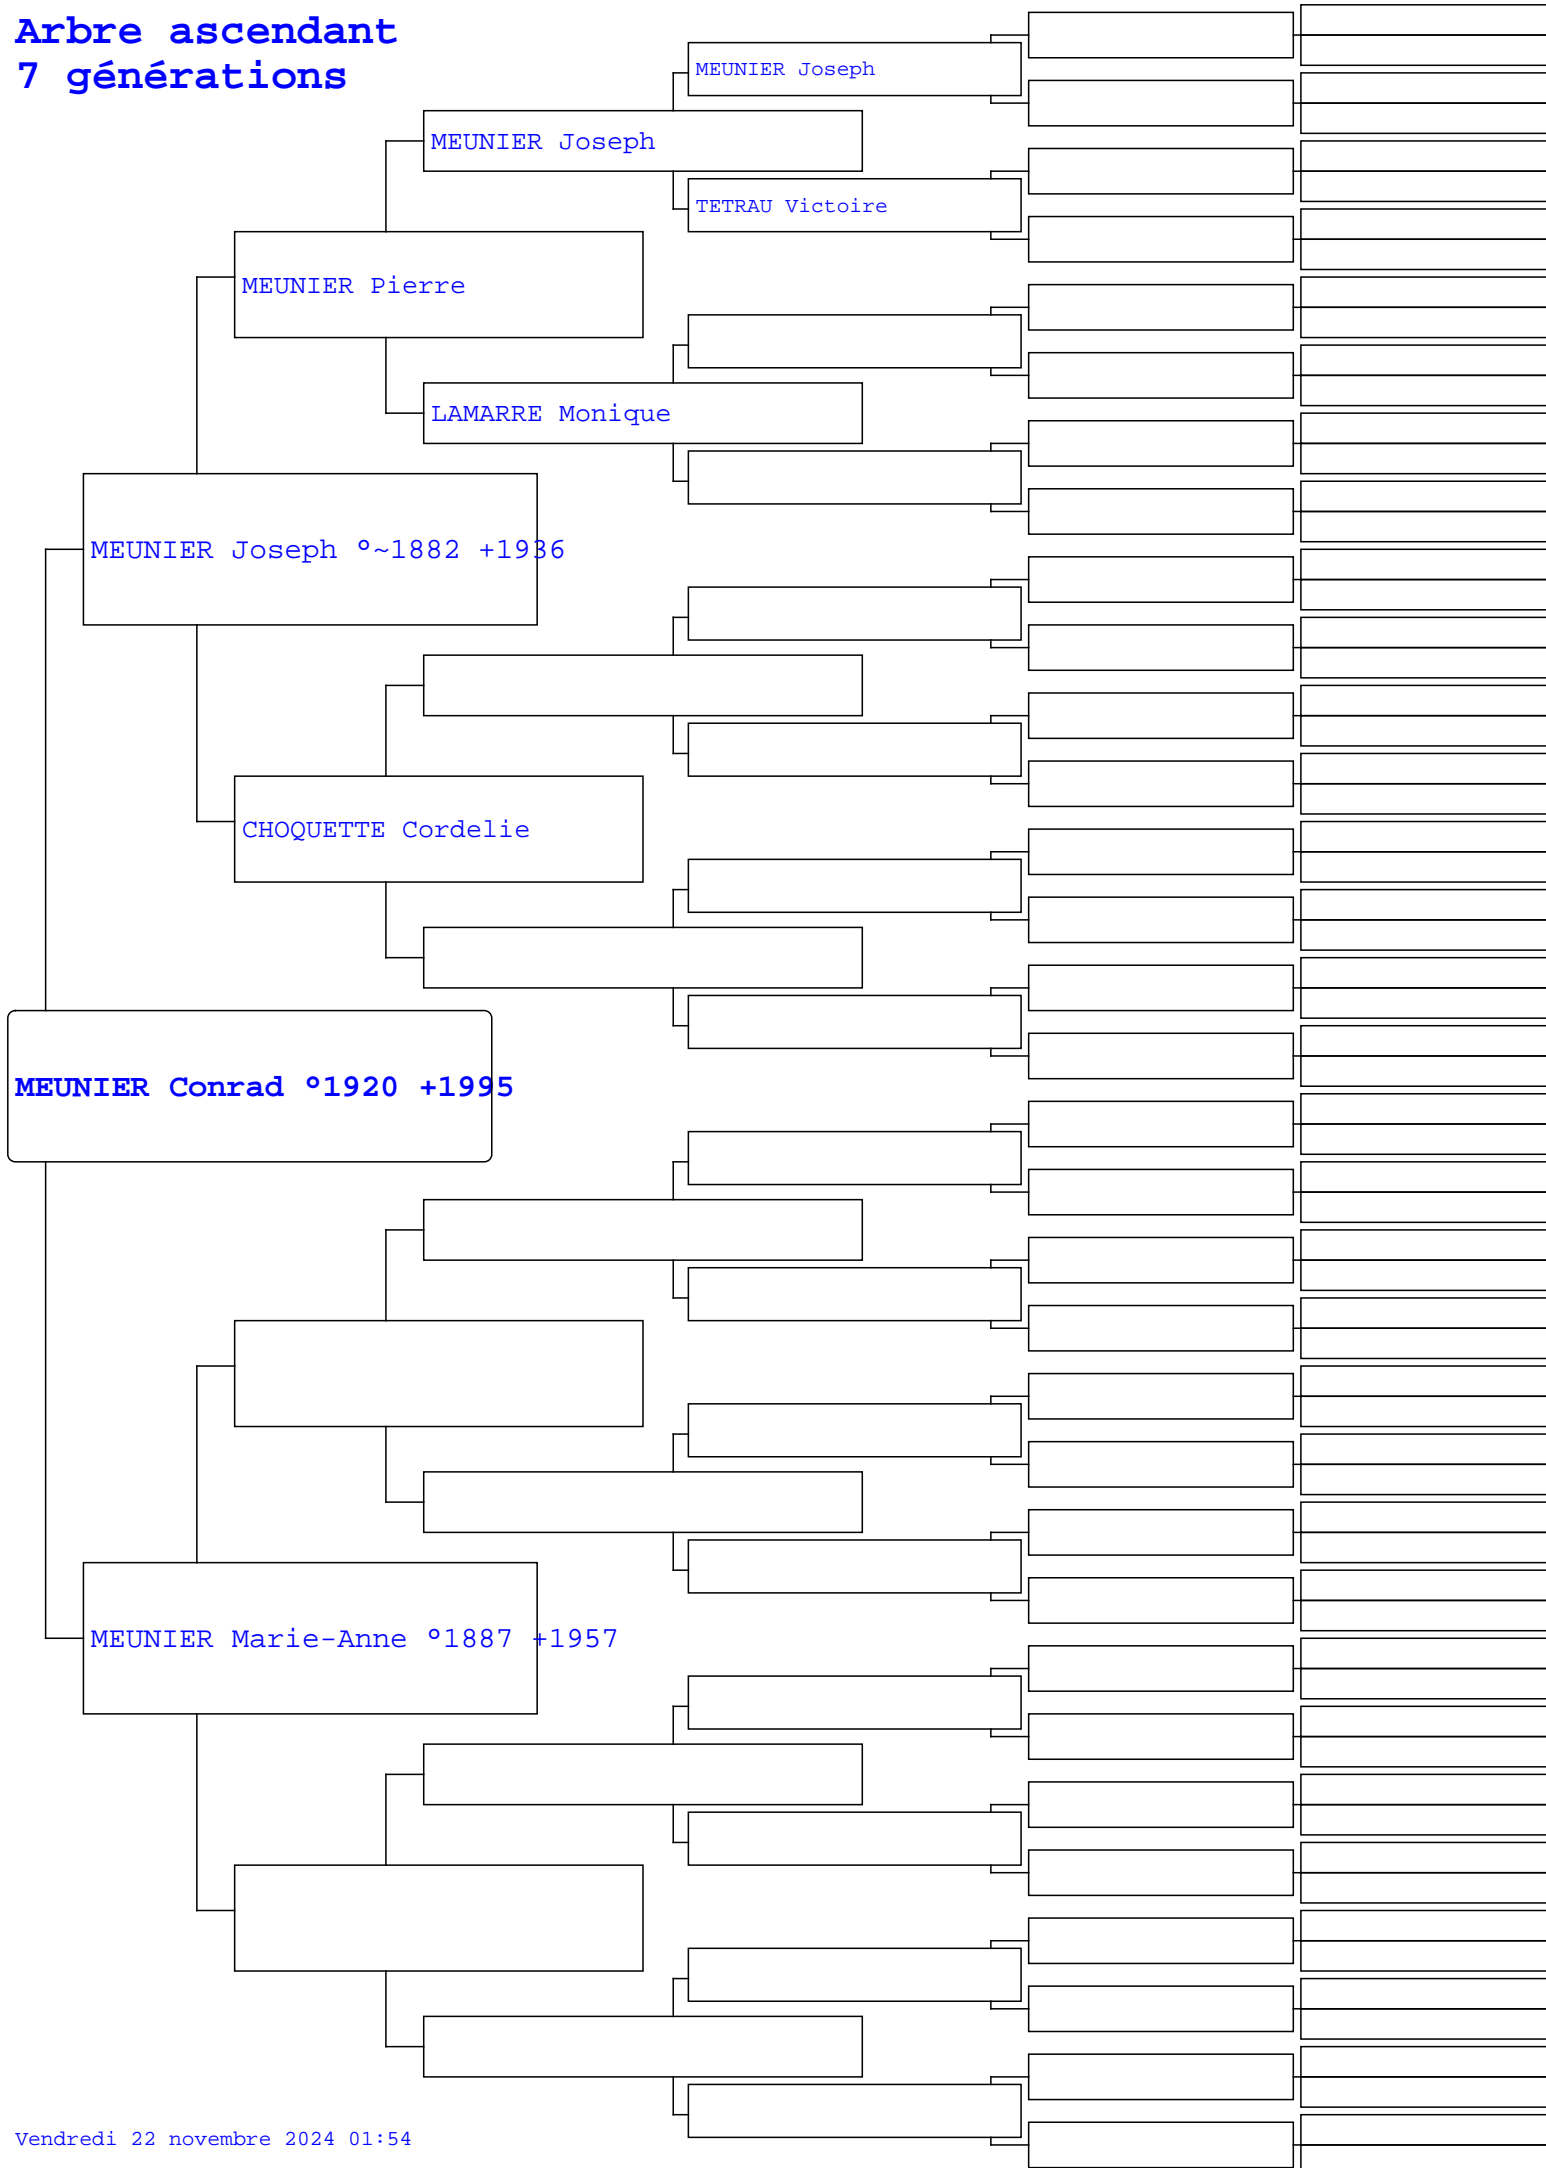 Arbre ascendant
7 générations
MEUNIER Joseph
MEUNIER Joseph
TETRAU Victoire
MEUNIER Pierre
LAMARRE Monique
MEUNIER Joseph °~1882 +1936
CHOQUETTE Cordelie
MEUNIER Conrad °1920 +1995
MEUNIER Marie-Anne °1887 +1957
Vendredi 22 novembre 2024 01:54